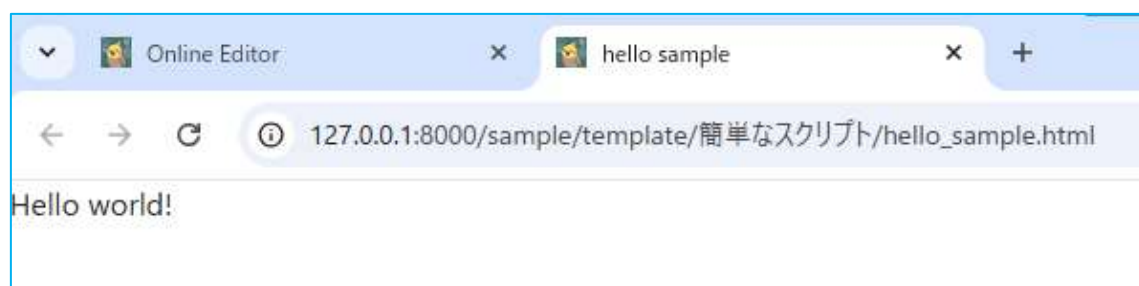 Online Editor
hello sample
127.0.0.1:8000/sample/template/簡単なスクリプト/hello_sample.html
Hello world!